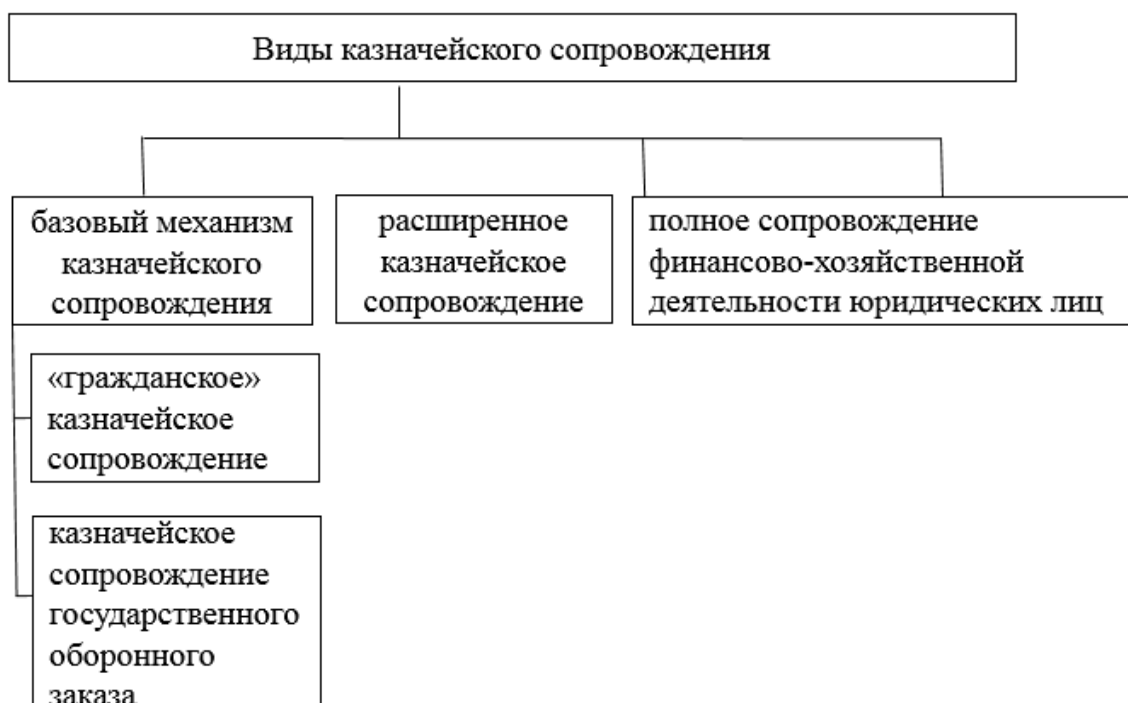 Виды казначейского сопровождения
базовый механизм
казначейского
сопровождения
расширенное
казначейское
сопровождение
полное сопровождение
финансово-хозяйственной
деятельности юридических лиц
«гражданское»
казначейское
сопровождение
казначейское
сопровождение
государственного
оборонного
заказа